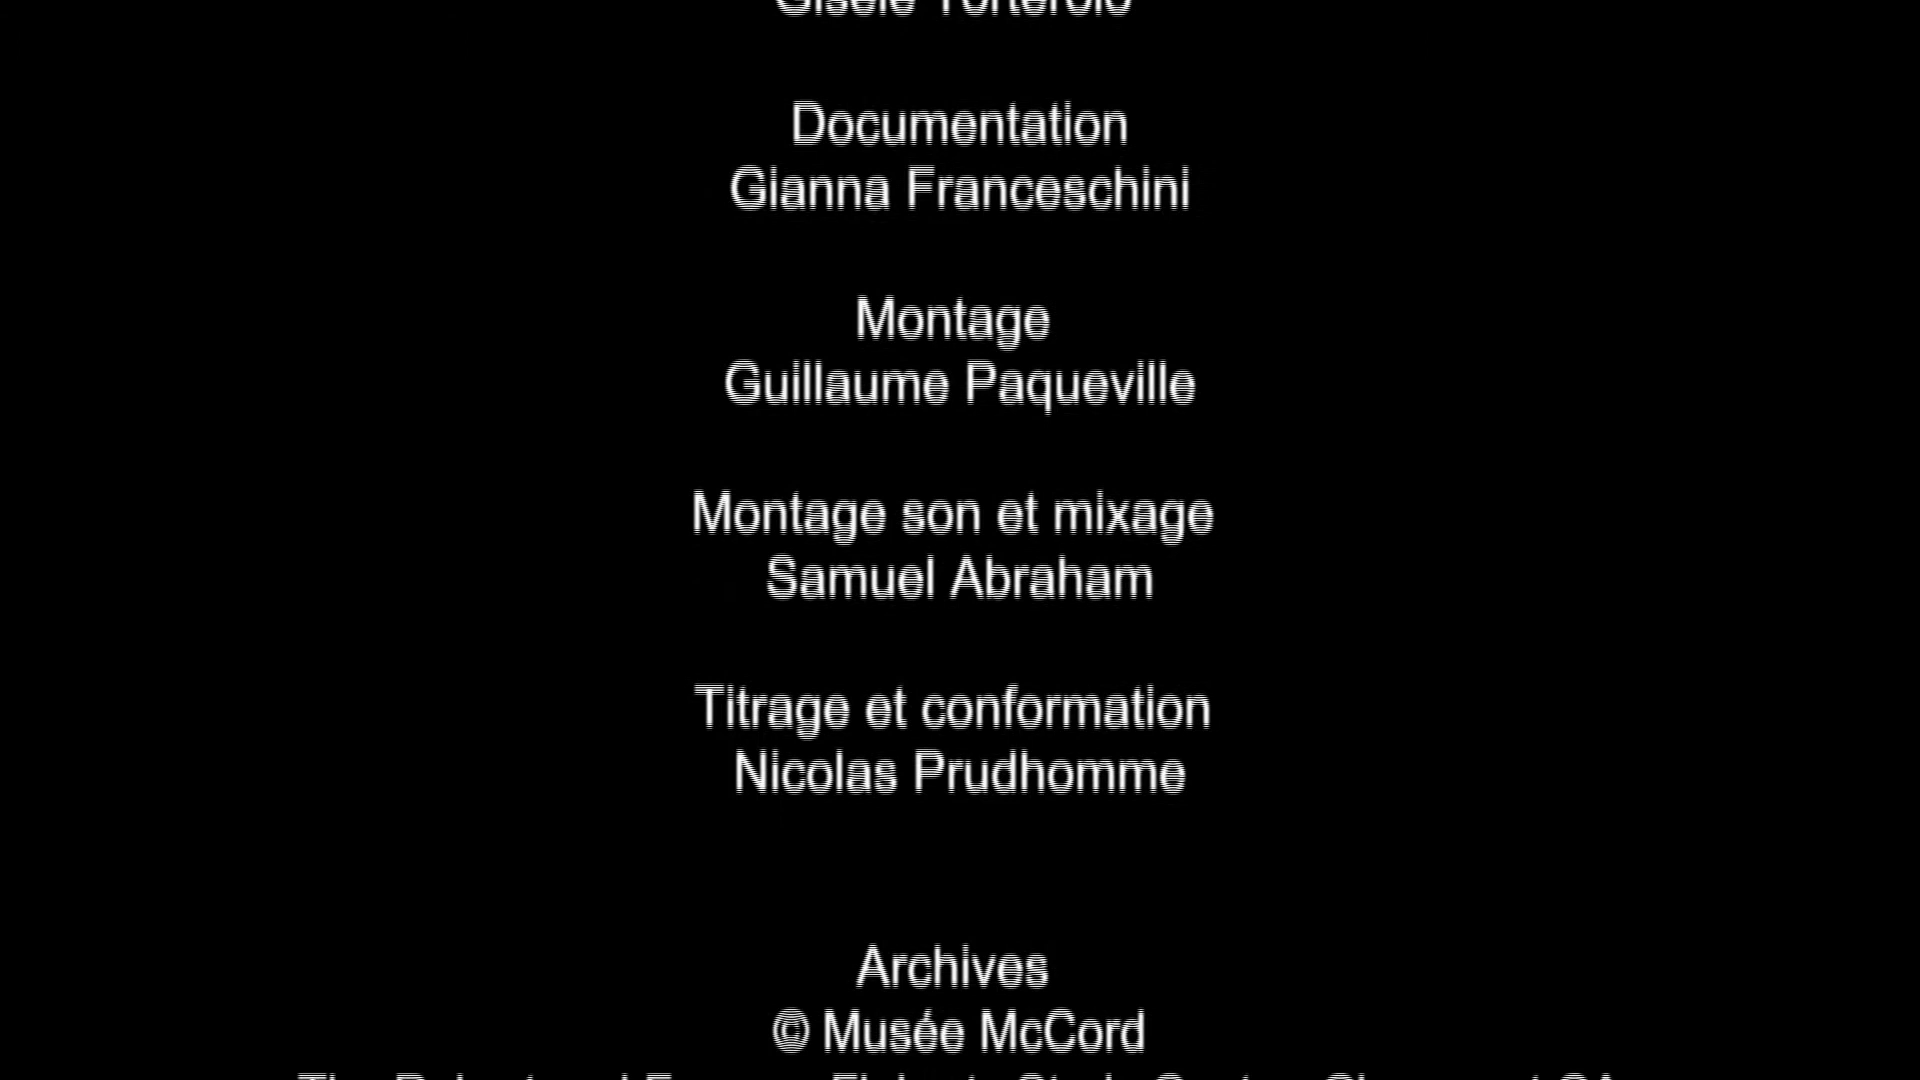 Documentation
Gianna Franceschini
Montage
Guillaume Paqueville
Montage son et mixage
Samuel Abraham
Titrage et conformation
Nicolas Prudhomme
Archives
© Musée McCord